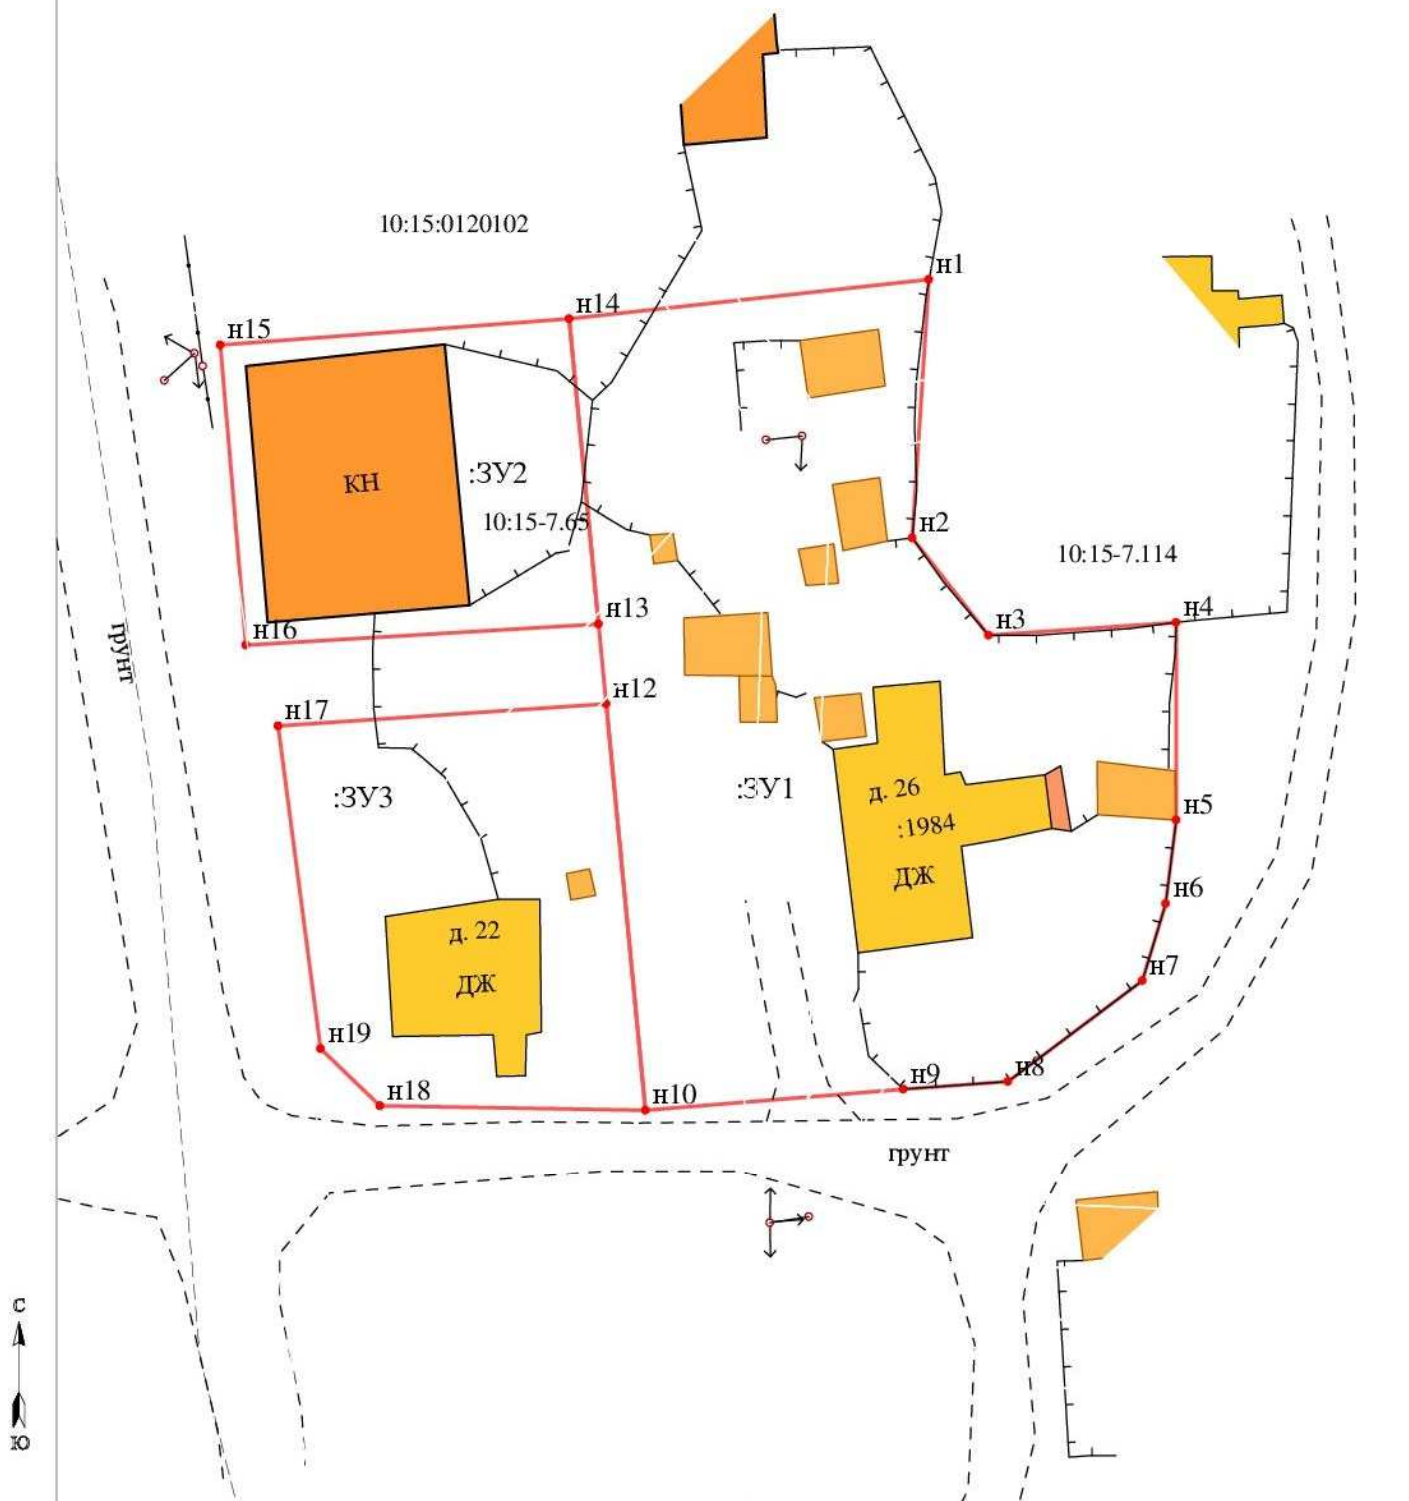 10:15:0120102
н1
н14
н15
КН
:ЗУ2
10:15-7.65
н2
10:15-7.114
н13
н4
н3
н16
грунт
н12
н17
:ЗУ3
:ЗУ1
д. 26
:1984
ДЖ
н5
н6
д. 22
ДЖ
н7
н19
н8
н9
н18
н10
грунт
С
Ю